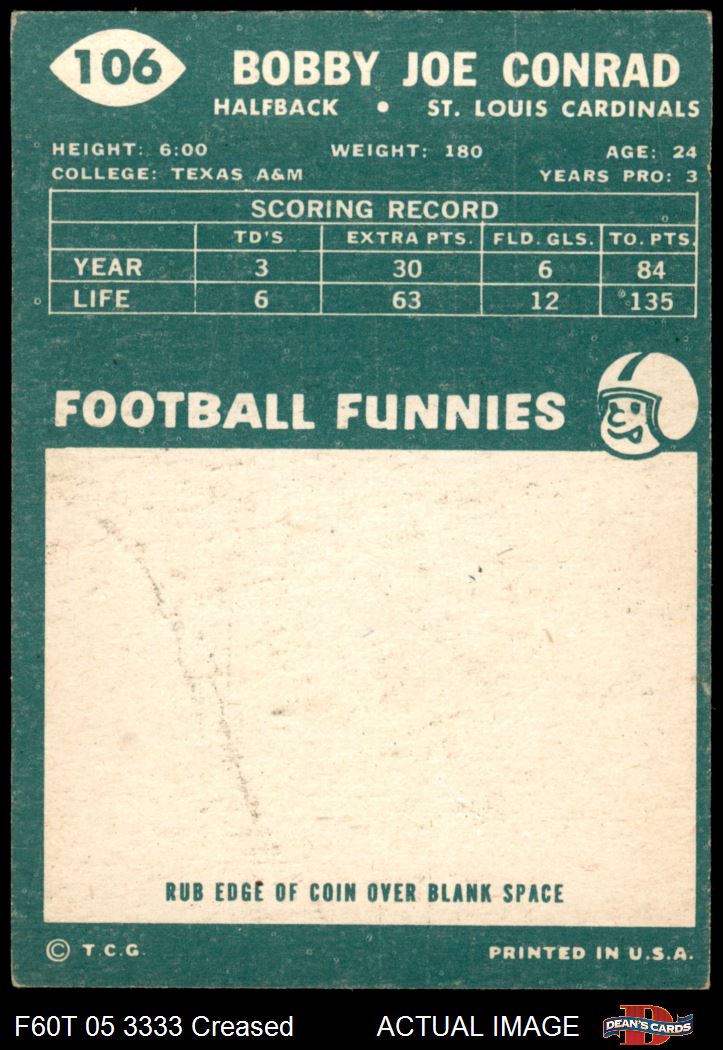 106
BOBBY JOE CONRAD
HALFBACK • ST. LOUIS CARDINALS
HEIGHT: 6:00 WEIGHT: 180 AGE: 24
COLLEGE: TEXAS A&M YEARS PRO: 3
SCORING RECORD
TD'S EXTRA PTS. FLD. GLS. TO. PTS.
YEAR 3 30 6 84
LIFE 6 63 12 135
FOOTBALL FUNNIES
RUB EDGE OF COIN OVER BLANK SPACE
© T.C.G. PRINTED IN U.S.A.
F60T 05 3333 Creased ACTUAL IMAGE DEAN'S CARDS